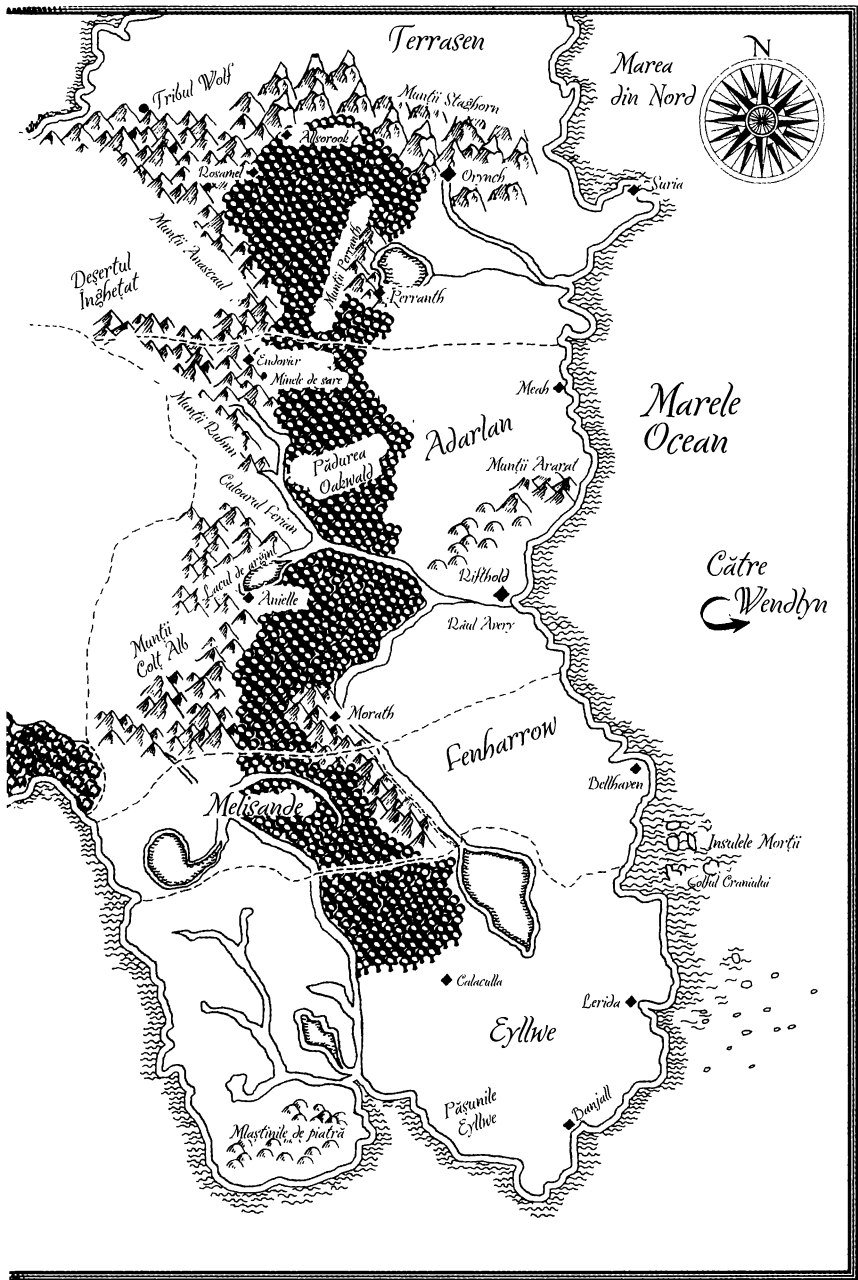 Terrasen
N
Marea
din Nord
Tribul Wolf
Munții Staghorn
Allsbrook
Rosamel
Orynth
Suria
Munții Anascaul
Munții Perranth
Deșertul
Înghețat
Perranth
Endovier
Minele de sare
Meah
Munții Ruhnn
Marele
Ocean
Adarlan
Pădurea
Oakwald
Munții Ararat
Culoarul Ferian
Lacul de argint
Rifthold
Către
Wendlyn
Anielle
Râul Avery
Munții
Colț Alb
Morath
Fenharrow
Bellhaven
Melisande
Insulele Morții
Golful Craniului
Calaculla
Lerida
Eyllwe
Pășunile
Eyllwe
Banjali
Mlaștinile de piatră